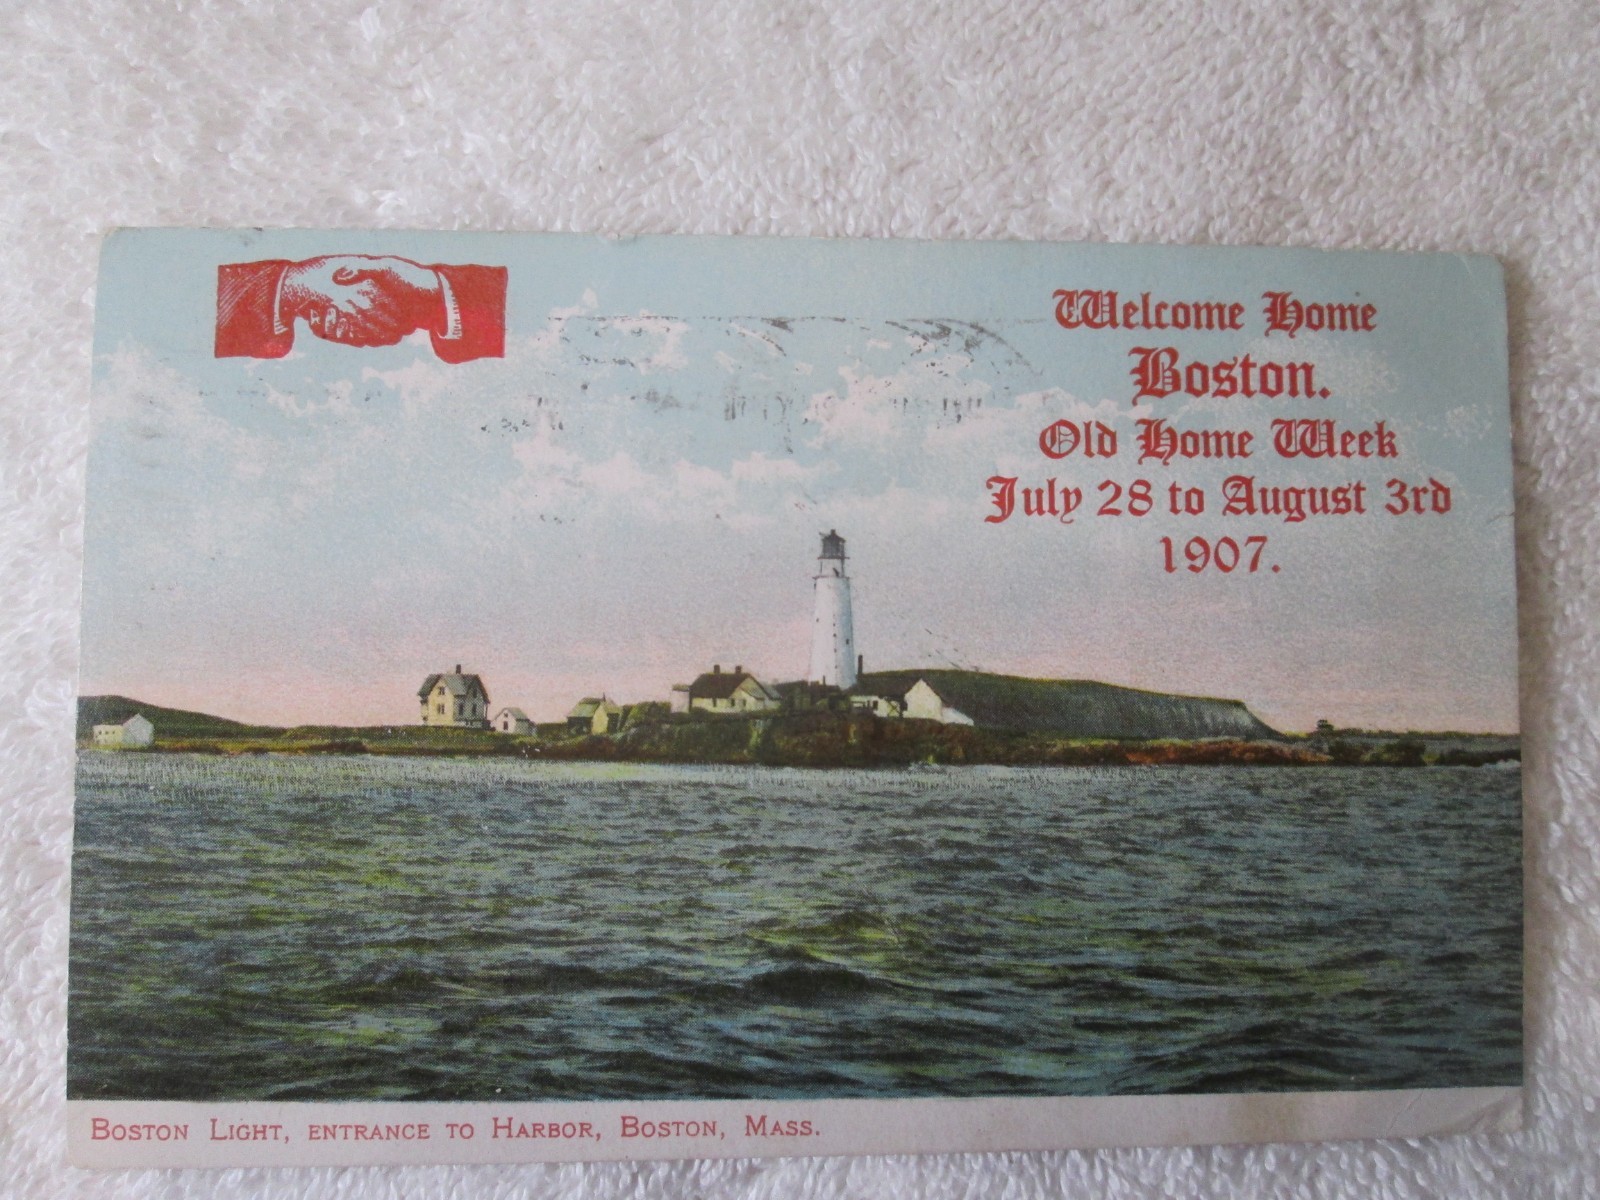 Welcome Home
Boston.
Old Home Week
July 28 to August 3rd
1907.
Boston Light, entrance to Harbor, Boston, Mass.